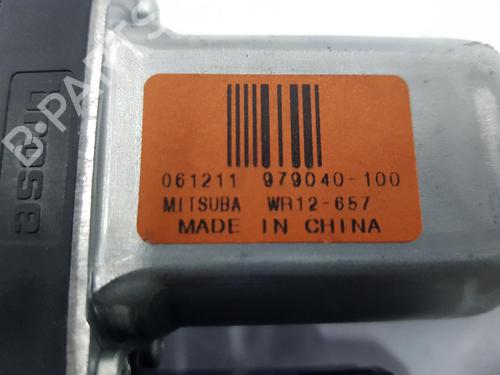 061211 979040-100
MITSUBA WR12-657
MADE IN CHINA
B-PARTS